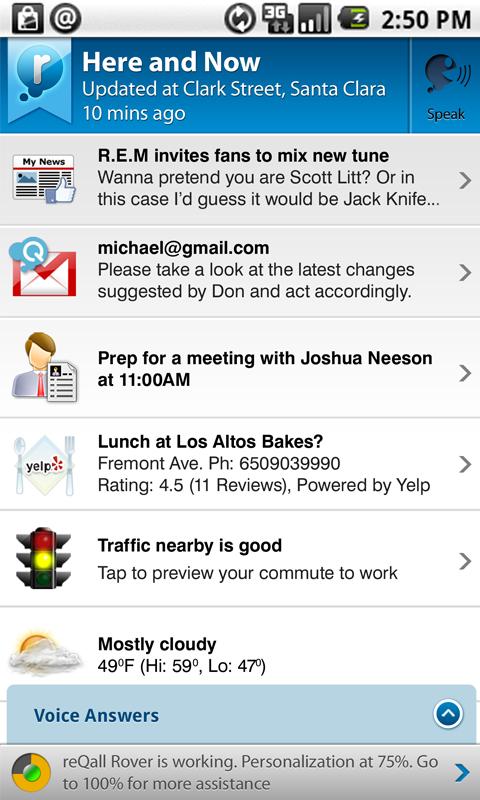 3G
2:50 PM
r
Here and Now
Updated at Clark Street, Santa Clara
10 mins ago
Speak
My News
R.E.M invites fans to mix new tune
Wanna pretend you are Scott Litt? Or in
this case I'd guess it would be Jack Knife...
michael@gmail.com
Please take a look at the latest changes
suggested by Don and act accordingly.
Prep for a meeting with Joshua Neeson
at 11:00AM
yelp
Lunch at Los Altos Bakes?
Fremont Ave. Ph: 6509039990
Rating: 4.5 (11 Reviews), Powered by Yelp
Traffic nearby is good
Tap to preview your commute to work
Mostly cloudy
49⁰F (Hi: 59⁰, Lo: 47⁰)
Voice Answers
reQall Rover is working. Personalization at 75%. Go
to 100% for more assistance